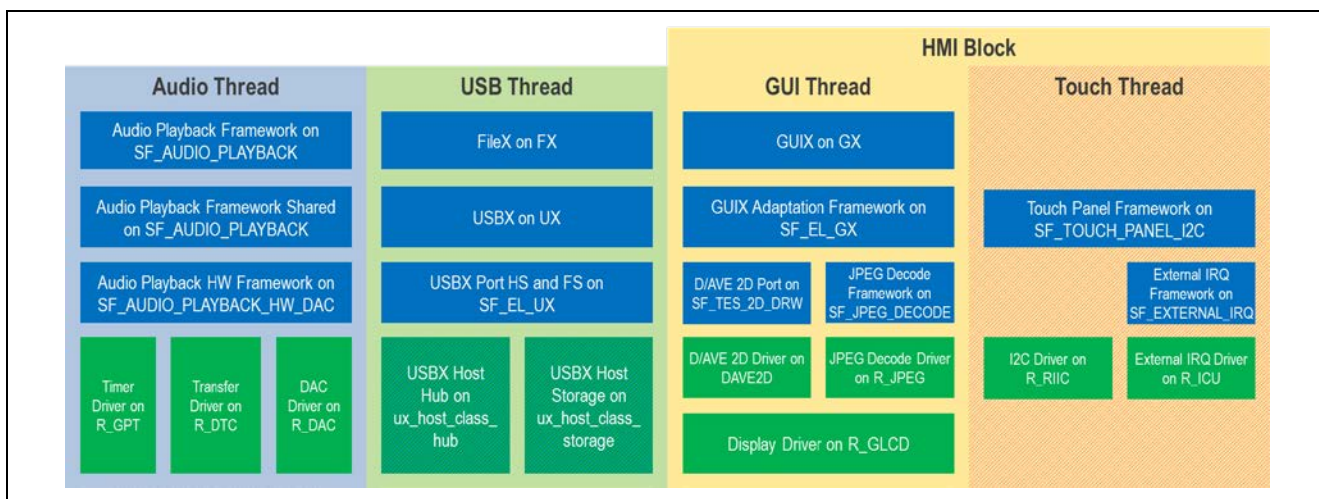 HMI Block
Audio Thread
USB Thread
GUI Thread
Touch Thread
Audio Playback Framework on
SF_AUDIO_PLAYBACK
FileX on FX
GUIX on GX
Audio Playback Framework Shared
on SF_AUDIO_PLAYBACK
USBX on UX
GUIX Adaptation Framework on
SF_EL_GX
Touch Panel Framework on
SF_TOUCH_PANEL_I2C
Audio Playback HW Framework on
SF_AUDIO_PLAYBACK_HW_DAC
USBX Port HS and FS on
SF_EL_UX
D/AVE 2D Port on
SF_TES_2D_DRW
JPEG Decode
Framework on
SF_JPEG_DECODE
External IRQ
Framework on
SF_EXTERNAL_IRQ
Timer
Driver on
R_GPT
Transfer
Driver on
R_DTC
DAC
Driver on
R_DAC
USBX Host
Hub on
ux_host_class_
hub
USBX Host
Storage on
ux_host_class_
storage
D/AVE 2D Driver on
DAVE2D
JPEG Decode Driver
on R_JPEG
I2C Driver on
R_RIIC
External IRQ Driver
on R_ICU
Display Driver on R_GLCD